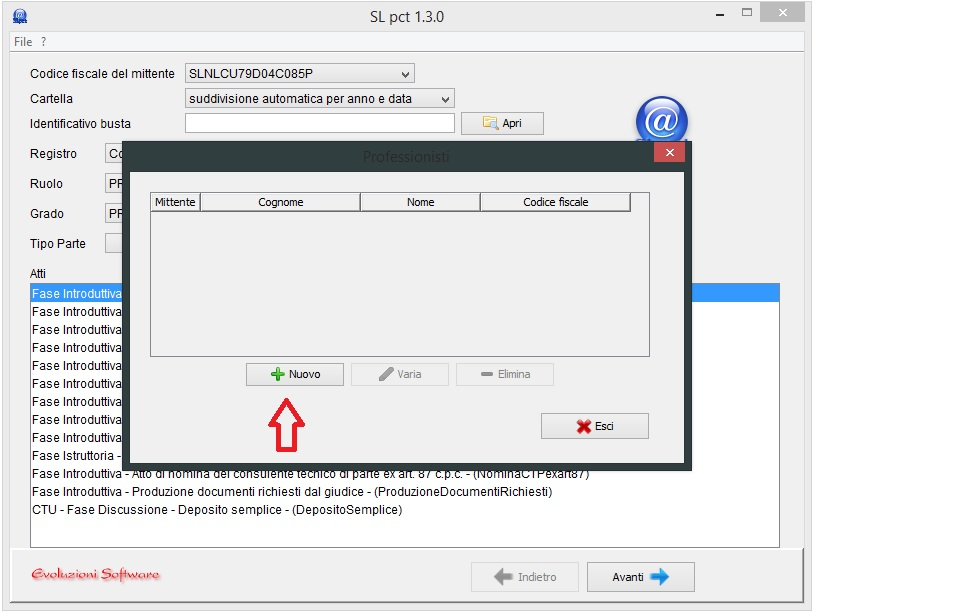 SL pct 1.3.0
File ?
Codice fiscale del mittente SLNLCU79D04C085P
Cartella suddivisione automatica per anno e data
Identificativo busta Apri
Registro Co
Ruolo PF
Grado PF
Tipo Parte
Atti
Professionisti
Mittente Cognome Nome Codice fiscale
Nuovo Varia Elimina
Esci
Fase Introduttiva
Fase Introduttiva
Fase Introduttiva
Fase Introduttiva
Fase Introduttiva
Fase Introduttiva
Fase Introduttiva
Fase Introduttiva
Fase Introduttiva
Fase Istruttoria -
Fase Introduttiva - Atto di nomina del consulente tecnico di parte ex art. 87 c.p.c. - (NominaCTPexart87)
Fase Introduttiva - Produzione documenti richiesti dal giudice - (ProduzioneDocumentiRichiesti)
CTU - Fase Discussione - Deposito semplice - (DepositoSemplice)
Evoluzioni Software
Indietro Avanti